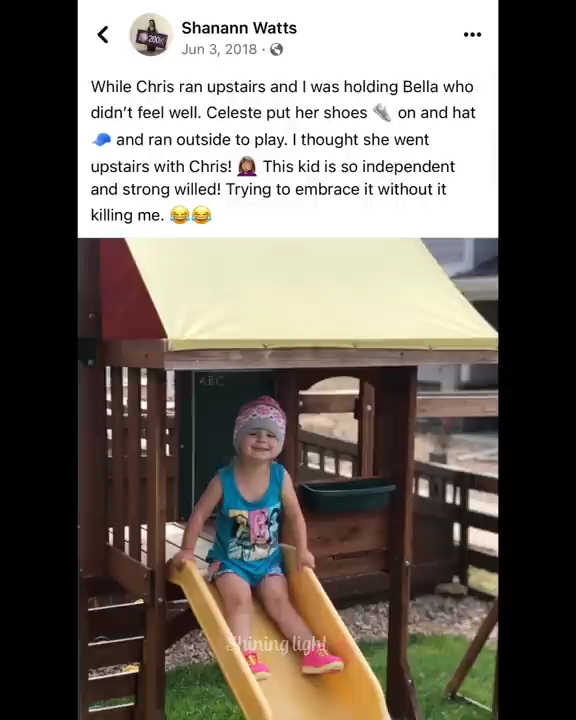 Shanann Watts
Jun 3, 2018 ·
While Chris ran upstairs and I was holding Bella who
didn’t feel well. Celeste put her shoes 👟 on and hat
🧢 and ran outside to play. I thought she went
upstairs with Chris! 🤦🏽‍♀️ This kid is so independent
and strong willed! Trying to embrace it without it
killing me. 😂😂
ABC
Shining light